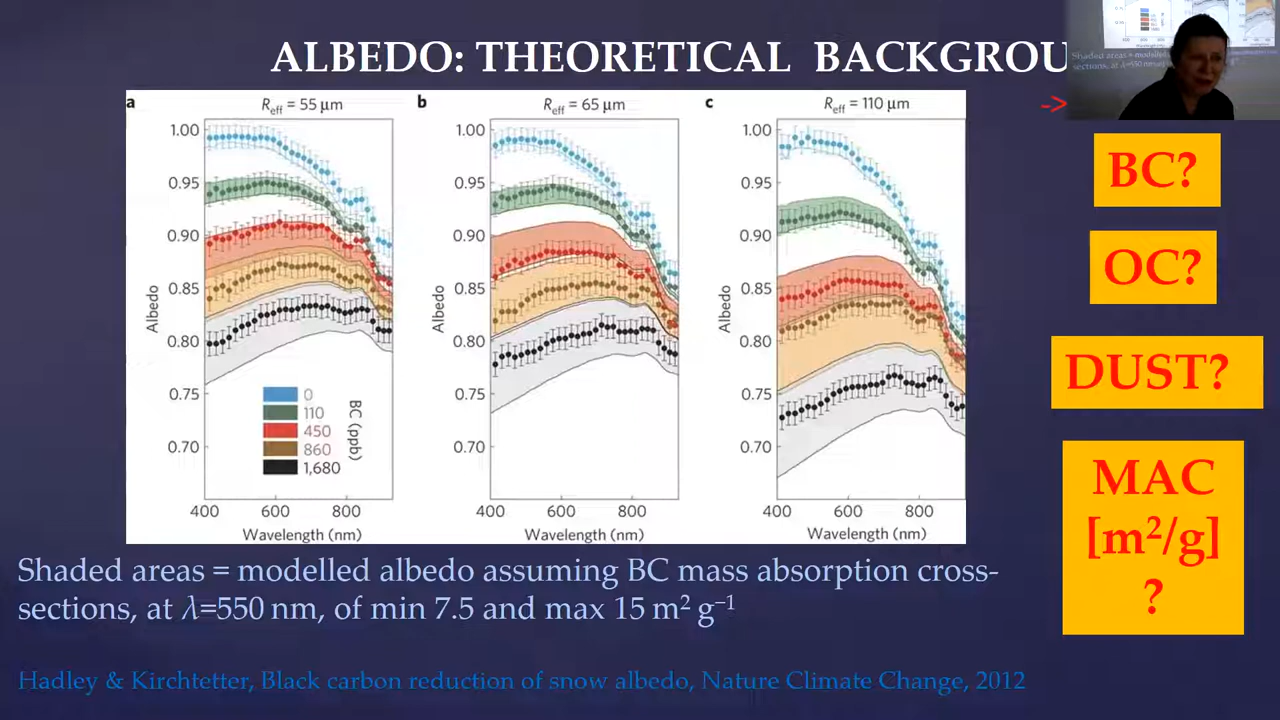 ALBEDO: THEORETICAL BACKGROU
->
a
R_eff = 55 µm
b
R_eff = 65 µm
c
R_eff = 110 µm
1.00
0.95
0.90
0.85
0.80
0.75
0.70
Albedo
400
600
800
Wavelength (nm)
0
110
450
860
1,680
BC (ppb)
1.00
0.95
0.90
0.85
0.80
0.75
0.70
Albedo
400
600
800
Wavelength (nm)
1.00
0.95
0.90
0.85
0.80
0.75
0.70
Albedo
400
600
800
Wavelength (nm)
BC?
OC?
DUST?
MAC
[m²/g]
?
Shaded areas = modelled albedo assuming BC mass absorption cross-
sections, at λ=550 nm, of min 7.5 and max 15 m² g⁻¹
Hadley & Kirchtetter, Black carbon reduction of snow albedo, Nature Climate Change, 2012